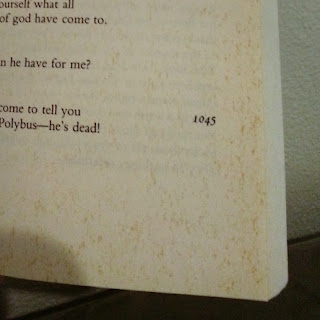 ourself what all
of god have come to.
n he have for me?
come to tell you
Polybus—he's dead!
1045